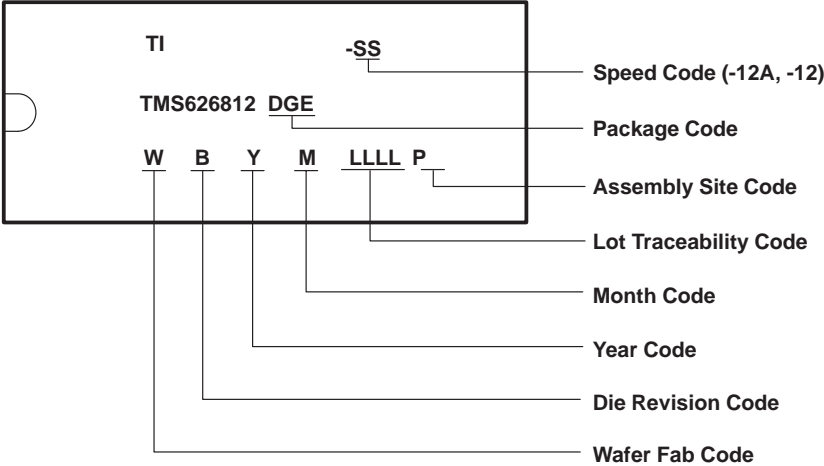 TI -SS
Speed Code (-12A, -12)
TMS626812 DGE
Package Code
W B Y M LLLL P
Assembly Site Code
Lot Traceability Code
Month Code
Year Code
Die Revision Code
Wafer Fab Code